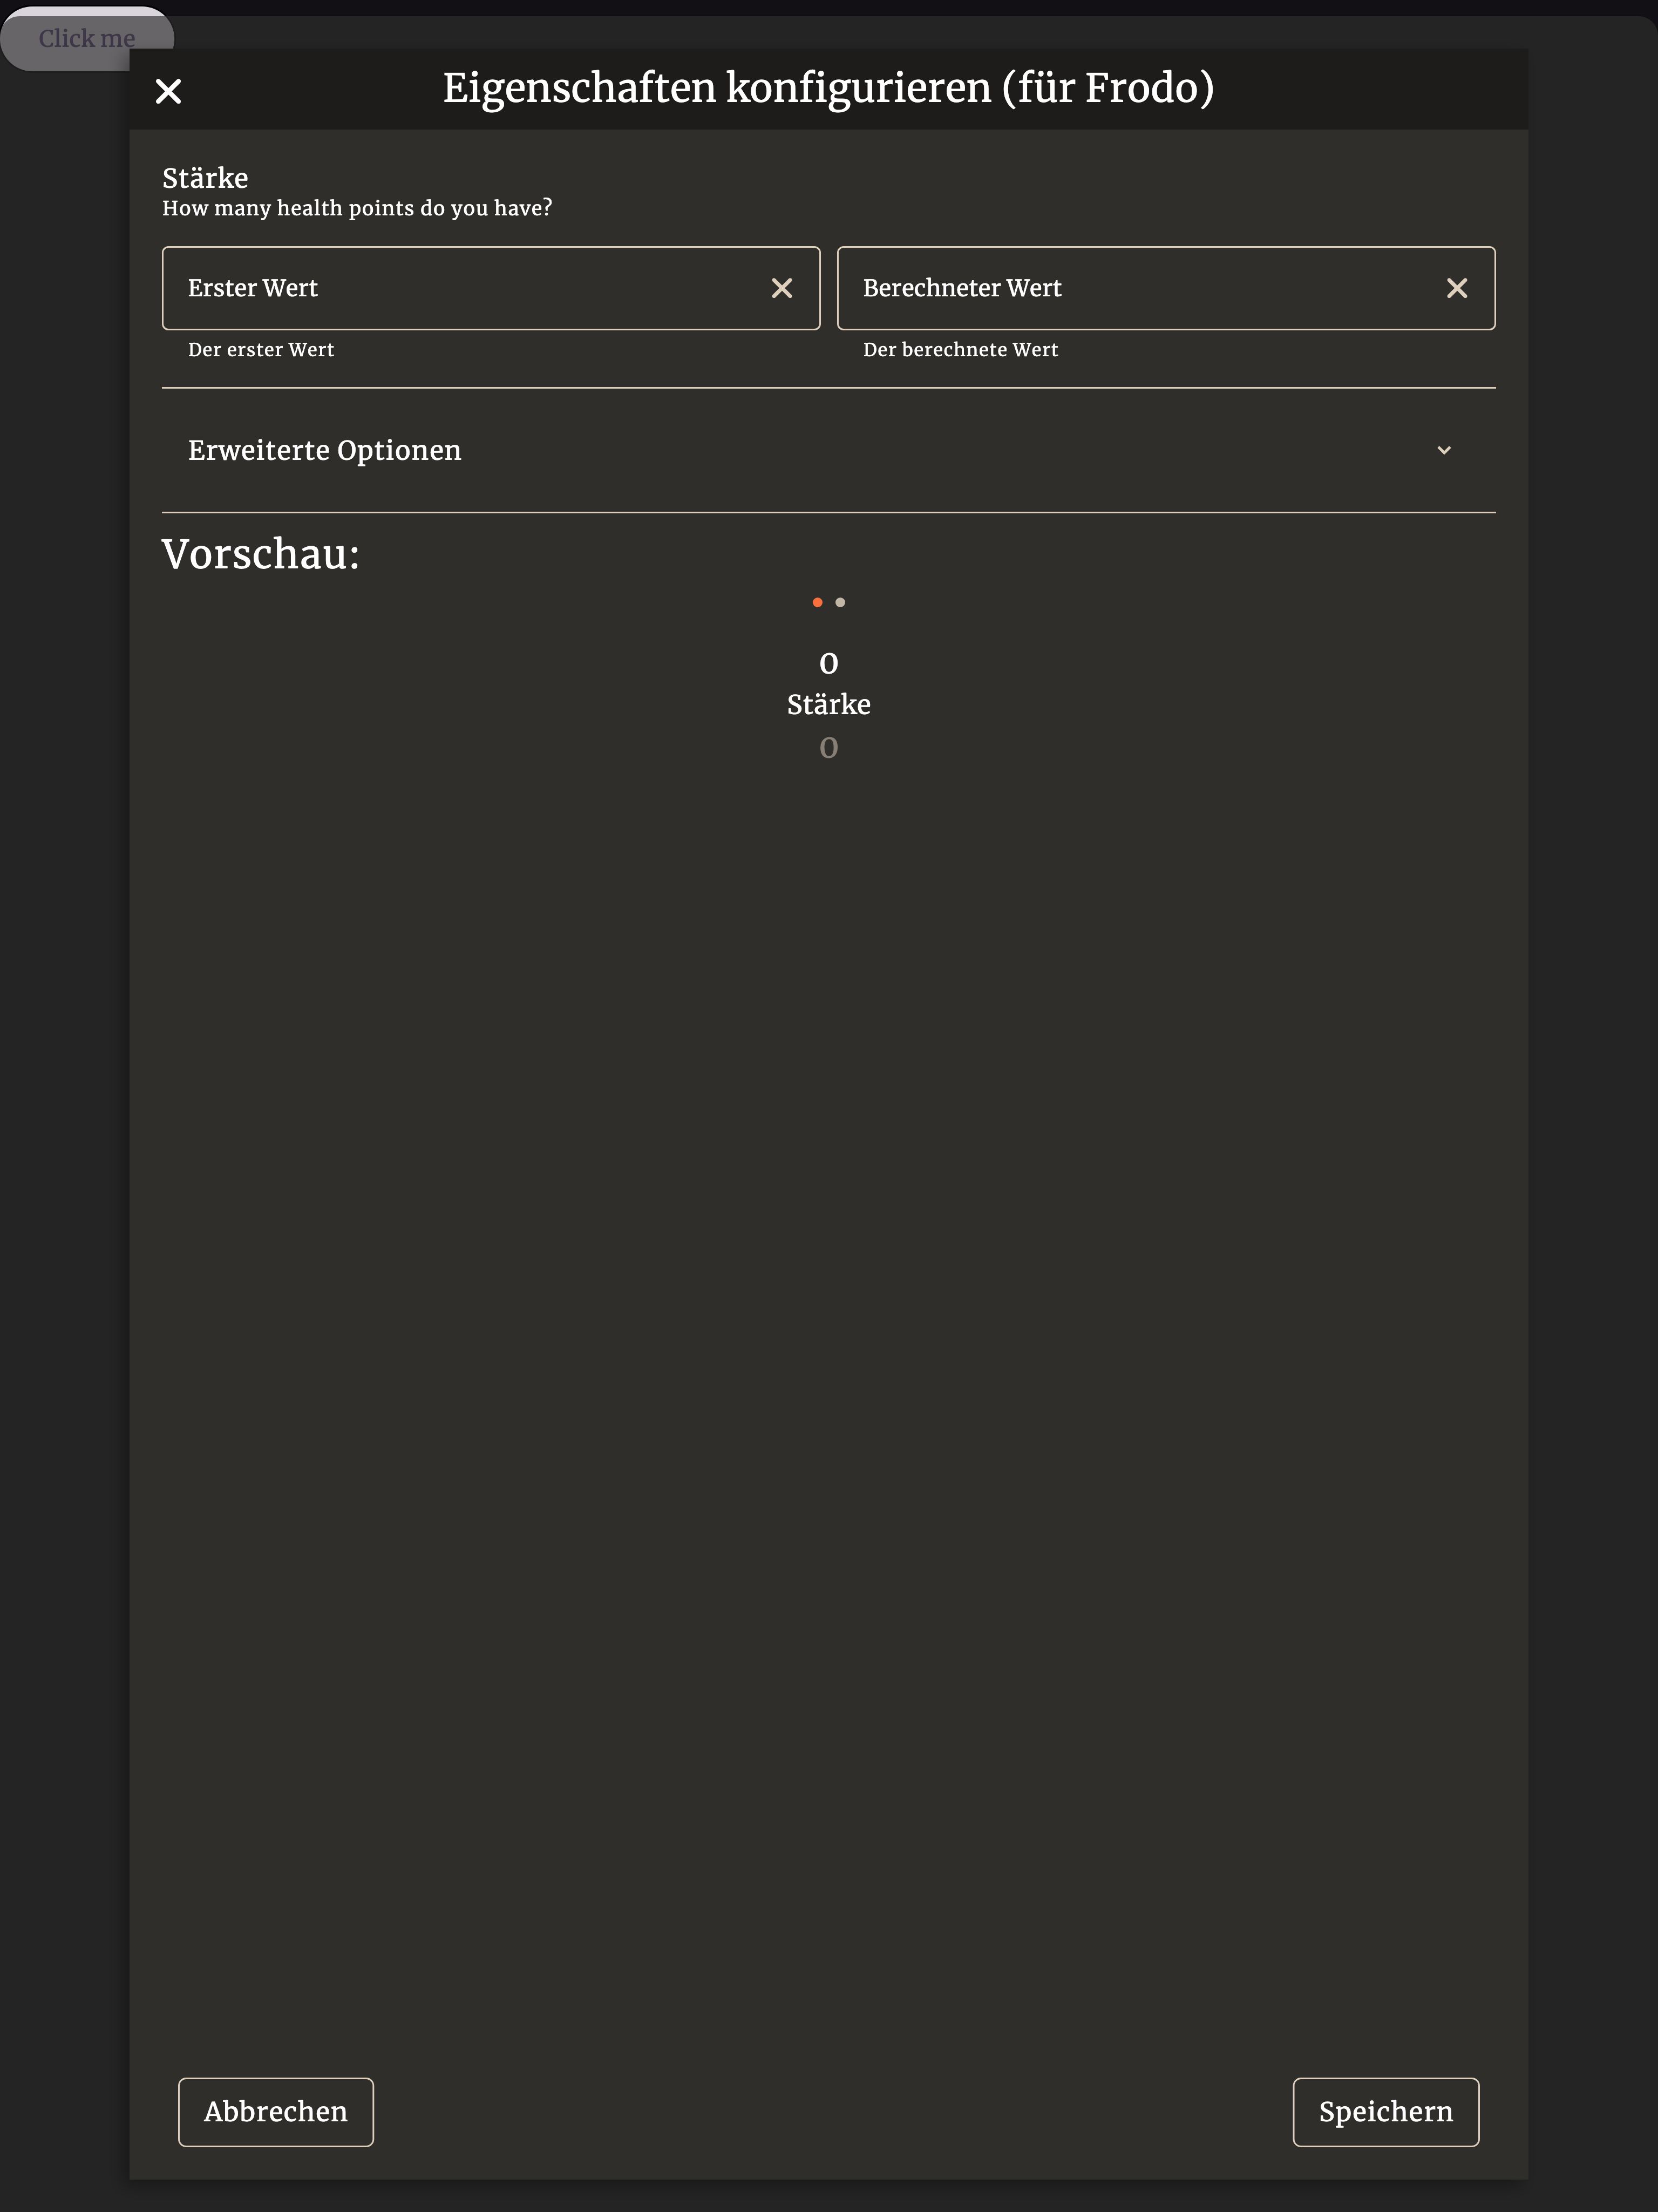 Click me
Eigenschaften konfigurieren (für Frodo)
Stärke
How many health points do you have?
Erster Wert
Berechneter Wert
Der erster Wert
Der berechnete Wert
Erweiterte Optionen
Vorschau:
0
Stärke
0
Abbrechen
Speichern